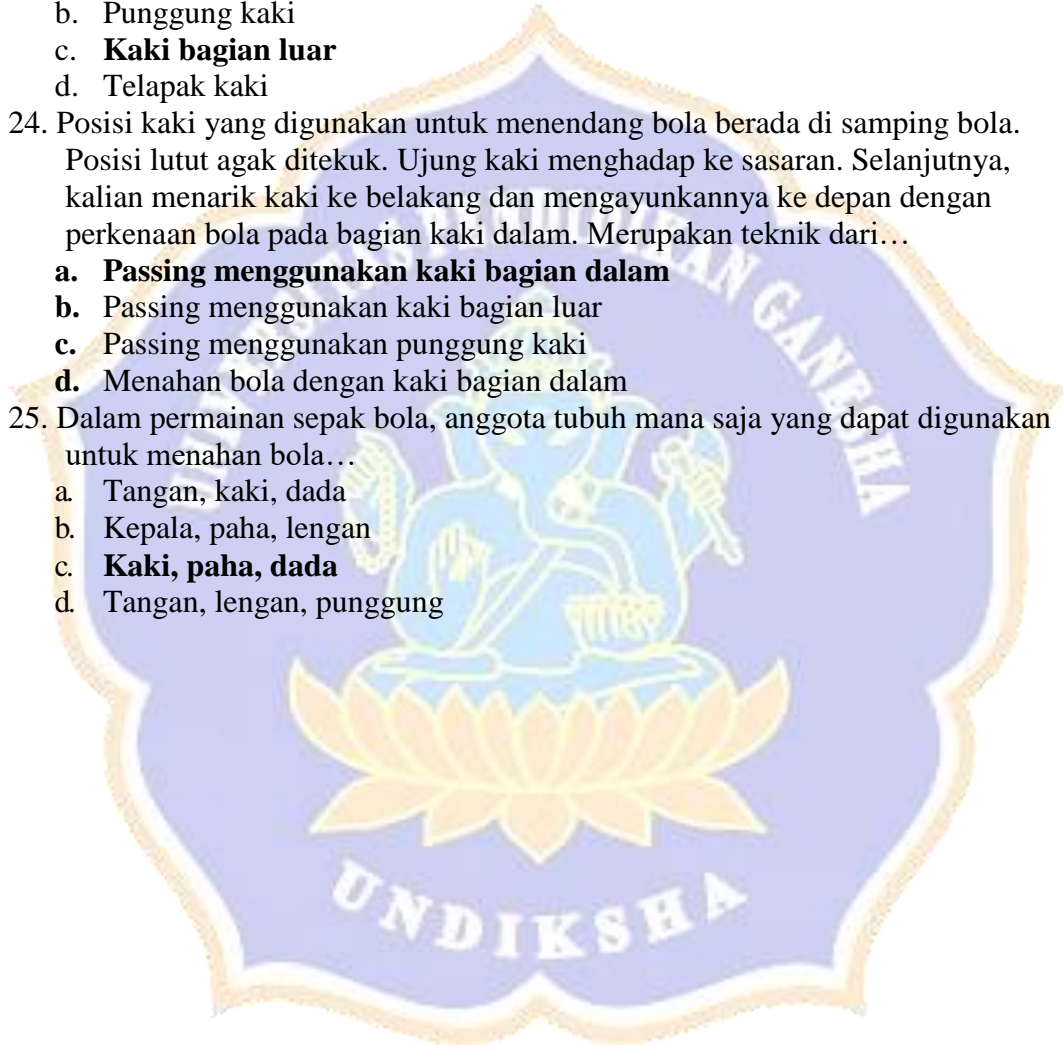 b. Punggung kaki
c. Kaki bagian luar
d. Telapak kaki
24. Posisi kaki yang digunakan untuk menendang bola berada di samping bola.
Posisi lutut agak ditekuk. Ujung kaki menghadap ke sasaran. Selanjutnya,
kalian menarik kaki ke belakang dan mengayunkannya ke depan dengan
perkenaan bola pada bagian kaki dalam. Merupakan teknik dari…
a. Passing menggunakan kaki bagian dalam
b. Passing menggunakan kaki bagian luar
c. Passing menggunakan punggung kaki
d. Menahan bola dengan kaki bagian dalam
25. Dalam permainan sepak bola, anggota tubuh mana saja yang dapat digunakan
untuk menahan bola…
a. Tangan, kaki, dada
b. Kepala, paha, lengan
c. Kaki, paha, dada
d. Tangan, lengan, punggung
UNIVERSITAS PENDIDIKAN GANESHA
UNDIKSHA